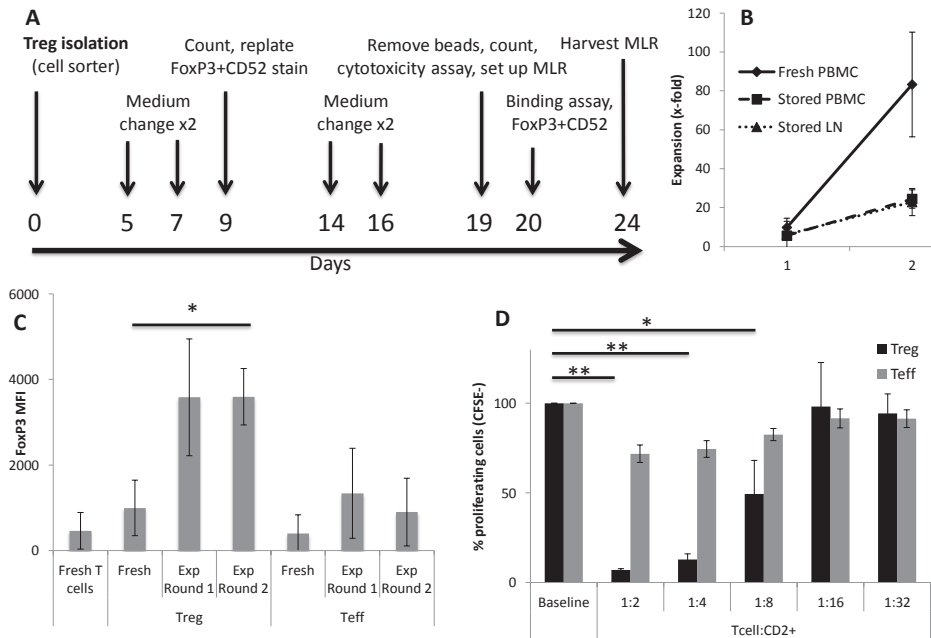 A
Treg isolation
(cell sorter)
Count, replate
FoxP3+CD52 stain
Remove beads, count,
cytotoxicity assay, set up MLR
Harvest MLR
Medium
change x2
Medium
change x2
Binding assay,
FoxP3+CD52
0 5 7 9 14 16 19 20 24
Days
B
Expansion (x-fold)
120
100
80
60
40
20
0
Fresh PBMC
Stored PBMC
Stored LN
1 2
C
FoxP3 MFI
6000
4000
2000
0
*
Fresh T
cells
Fresh
Exp
Round 1
Exp
Round 2
Fresh
Exp
Round 1
Exp
Round 2
Treg Teff
D
% proliferating cells (CFSE-)
100
50
0
*
**
**
Treg
Teff
Baseline 1:2 1:4 1:8 1:16 1:32
Tcell:CD2+